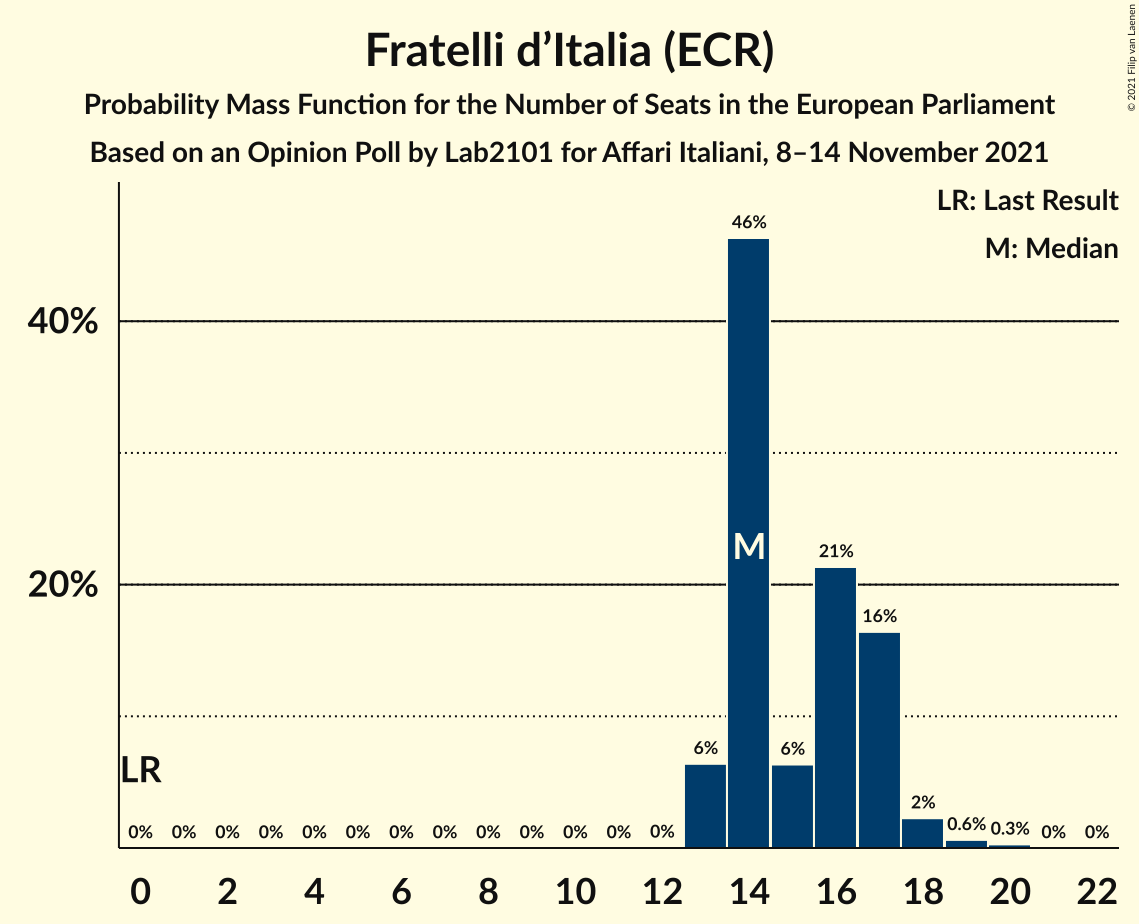 Fratelli d’Italia (ECR)
Probability Mass Function for the Number of Seats in the European Parliament
Based on an Opinion Poll by Lab2101 for Affari Italiani, 8–14 November 2021
© 2021 Filip van Laenen
LR: Last Result
M: Median
46%
40%
M
21%
20%
16%
6%
6%
LR
2%
0% 0% 0% 0% 0% 0% 0% 0% 0% 0% 0% 0% 0% 0.6% 0.3% 0% 0%
0 2 4 6 8 10 12 14 16 18 20 22